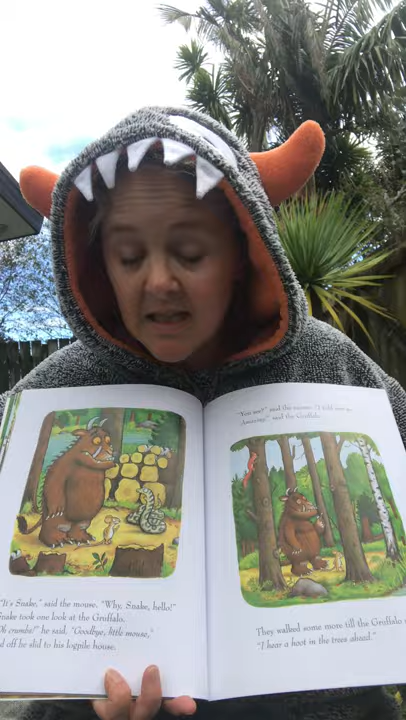 "It's Snake," said the mouse. "Why, Snake, hello!"
Snake took one look at the Gruffalo.
"Oh crumbs!" he said, "Goodbye, little mouse,"
d off he slid to his logpile house.
"You see?" said the mouse. "I told you so."
"Amazing!" said the Gruffalo.
They walked some more till the Gruffalo
"I hear a hoot in the trees ahead."